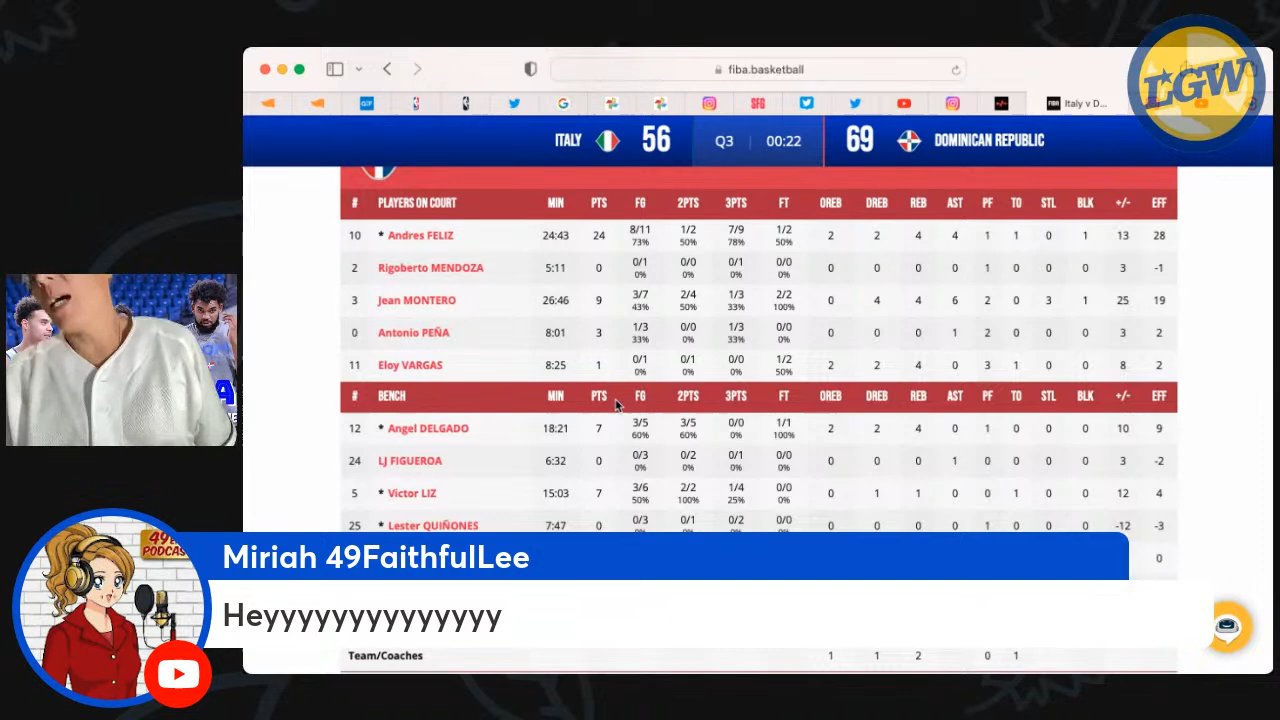 LGW
fiba.basketball
GIF SFG FIBA Italy v D...
ITALY 56 Q3 00:22 69 DOMINICAN REPUBLIC
# PLAYERS ON COURT MIN PTS FG 2PTS 3PTS FT OREB DREB REB AST PF TO STL BLK +/- EFF
10 * Andres FELIZ 24:43 24 8/11 73% 1/2 50% 7/9 78% 1/2 50% 2 2 4 4 1 1 0 1 13 28
2 Rigoberto MENDOZA 5:11 0 0/1 0% 0/0 0% 0/1 0% 0/0 0% 0 0 0 0 1 0 0 0 3 -1
3 Jean MONTERO 26:46 9 3/7 43% 2/4 50% 1/3 33% 2/2 100% 0 4 4 6 2 0 3 1 25 19
0 Antonio PEÑA 8:01 3 1/3 33% 0/0 0% 1/3 33% 0/0 0% 0 0 0 1 2 0 0 0 3 2
11 Eloy VARGAS 8:25 1 0/1 0% 0/1 0% 0/0 0% 1/2 50% 2 2 4 0 3 1 0 0 8 2
# BENCH MIN PTS FG 2PTS 3PTS FT OREB DREB REB AST PF TO STL BLK +/- EFF
12 * Angel DELGADO 18:21 7 3/5 60% 3/5 60% 0/0 0% 1/1 100% 2 2 4 0 1 0 0 0 10 9
24 LJ FIGUEROA 6:32 0 0/3 0% 0/2 0% 0/1 0% 0/0 0% 0 0 0 1 0 0 0 0 3 -2
5 * Victor LIZ 15:03 7 3/6 50% 2/2 100% 1/4 25% 0/0 0% 0 1 1 0 0 1 0 0 12 4
25 * Lester QUIÑONES 7:47 0 0/3 0/1 0/2 0/0 0 0 0 0 1 0 0 0 -12 -3
0
Miriah 49FaithfulLee
Heyyyyyyyyyyyyyy
Team/Coaches 1 1 2 0 1